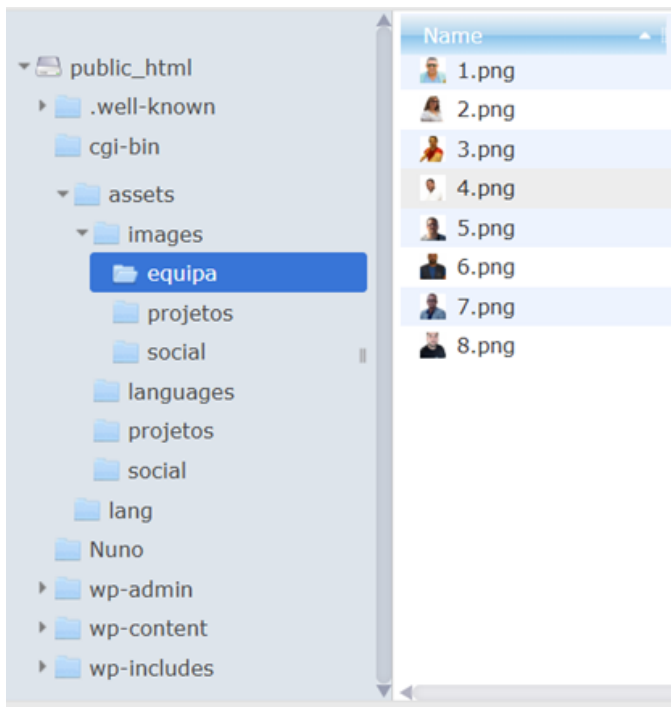 public_html
.well-known
cgi-bin
assets
images
equipa
projetos
social
languages
projetos
social
lang
Nuno
wp-admin
wp-content
wp-includes
Name
1.png
2.png
3.png
4.png
5.png
6.png
7.png
8.png